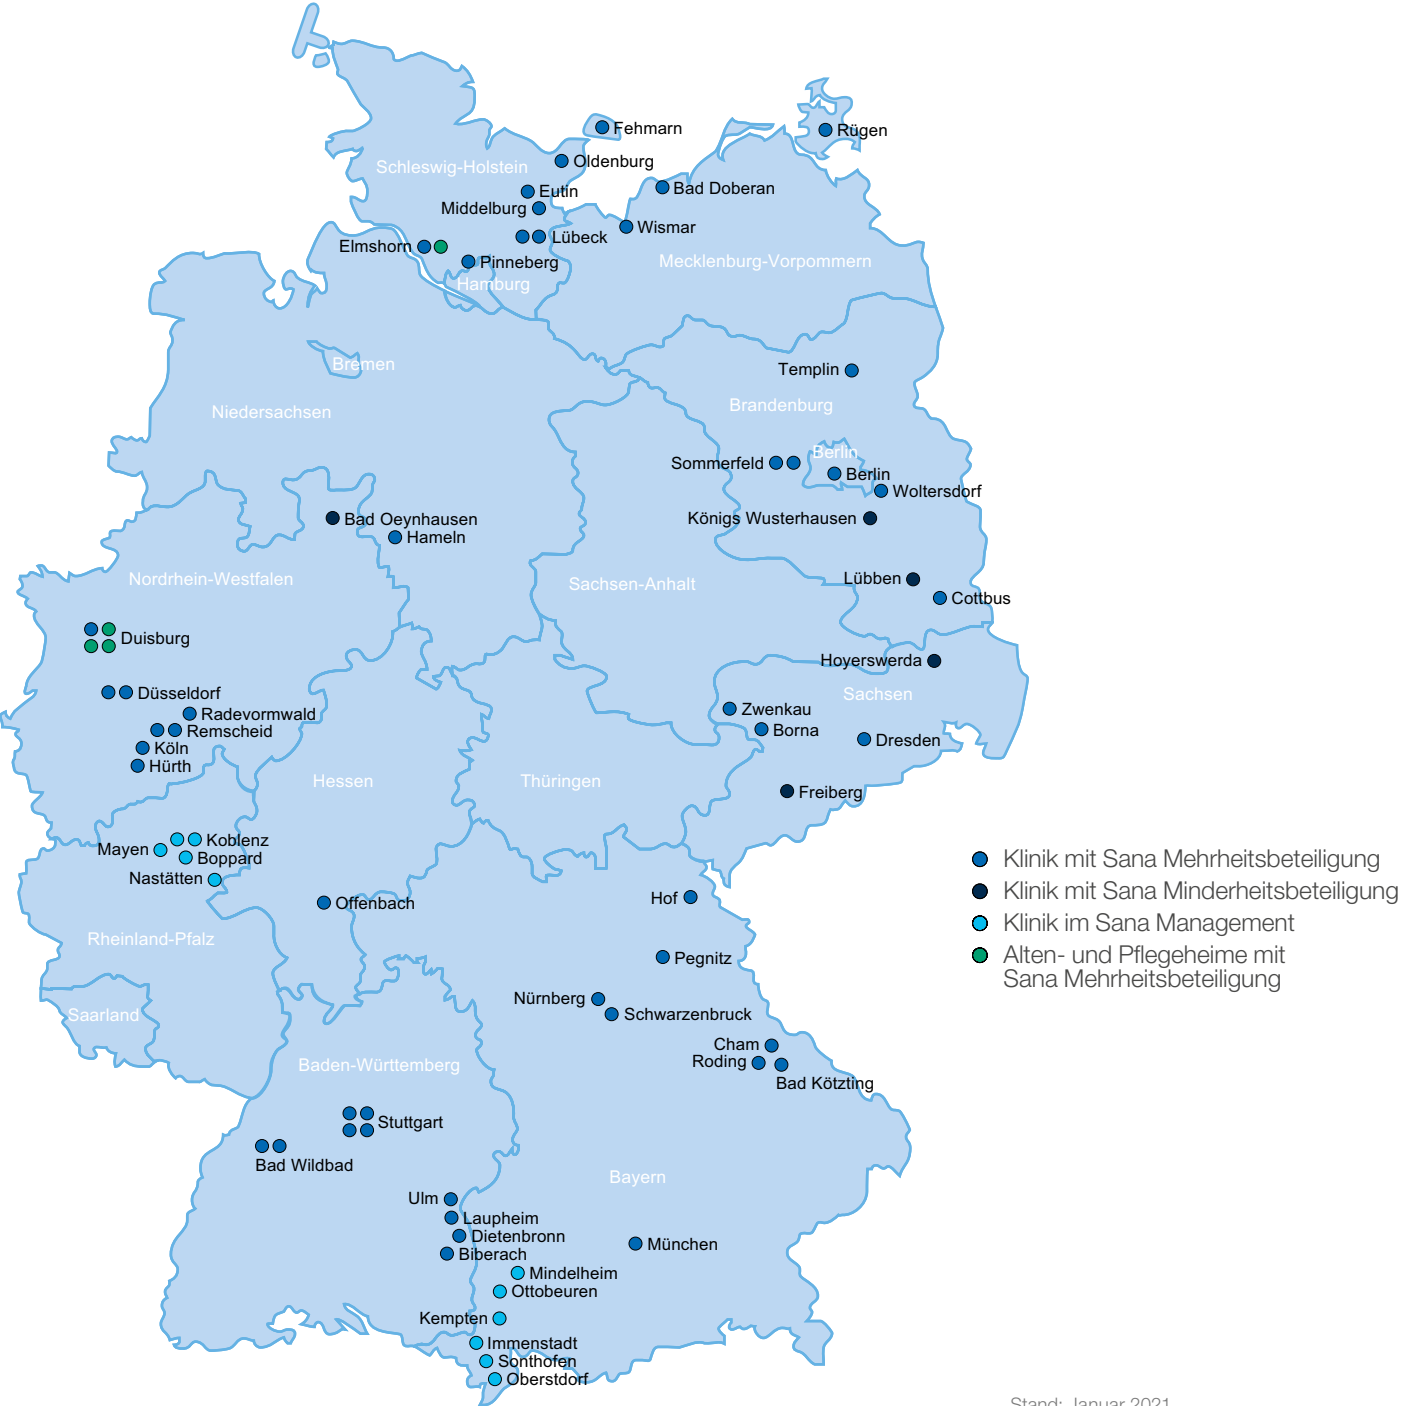 Fehmarn
Rügen
Oldenburg
Schleswig-Holstein
Eutin
Bad Doberan
Middelburg
Wismar
Lübeck
Elmshorn
Pinneberg
Mecklenburg-Vorpommern
Hamburg
Bremen
Templin
Brandenburg
Niedersachsen
Berlin
Sommerfeld
Berlin
Woltersdorf
Bad Oeynhausen
Königs Wusterhausen
Hameln
Nordrhein-Westfalen
Sachsen-Anhalt
Lübben
Cottbus
Duisburg
Hoyerswerda
Düsseldorf
Sachsen
Radevormwald
Zwenkau
Remscheid
Borna
Dresden
Köln
Hürth
Hessen
Thüringen
Freiberg
Koblenz
Mayen
Boppard
Nastätten
Offenbach
Hof
Rheinland-Pfalz
Pegnitz
Nürnberg
Schwarzenbruck
Saarland
Cham
Roding
Bad Kötzting
Baden-Württemberg
Stuttgart
Bad Wildbad
Bayern
Ulm
Laupheim
Dietenbronn
Biberach
München
Mindelheim
Ottobeuren
Kempten
Immenstadt
Sonthofen
Oberstdorf
Klinik mit Sana Mehrheitsbeteiligung
Klinik mit Sana Minderheitsbeteiligung
Klinik im Sana Management
Alten- und Pflegeheime mit
Sana Mehrheitsbeteiligung
Stand: Januar 2021